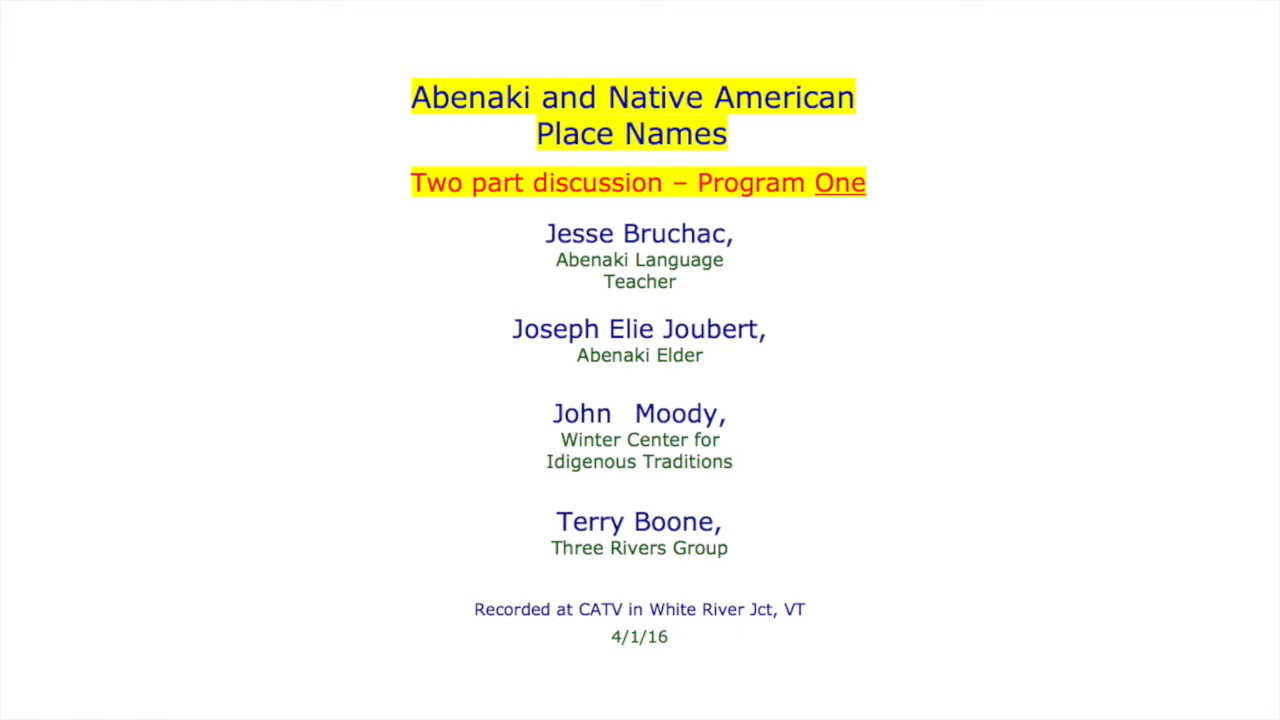 Abenaki and Native American
Place Names
Two part discussion – Program One
Jesse Bruchac,
Abenaki Language
Teacher
Joseph Elie Joubert,
Abenaki Elder
John Moody,
Winter Center for
Idigenous Traditions
Terry Boone,
Three Rivers Group
Recorded at CATV in White River Jct, VT
4/1/16